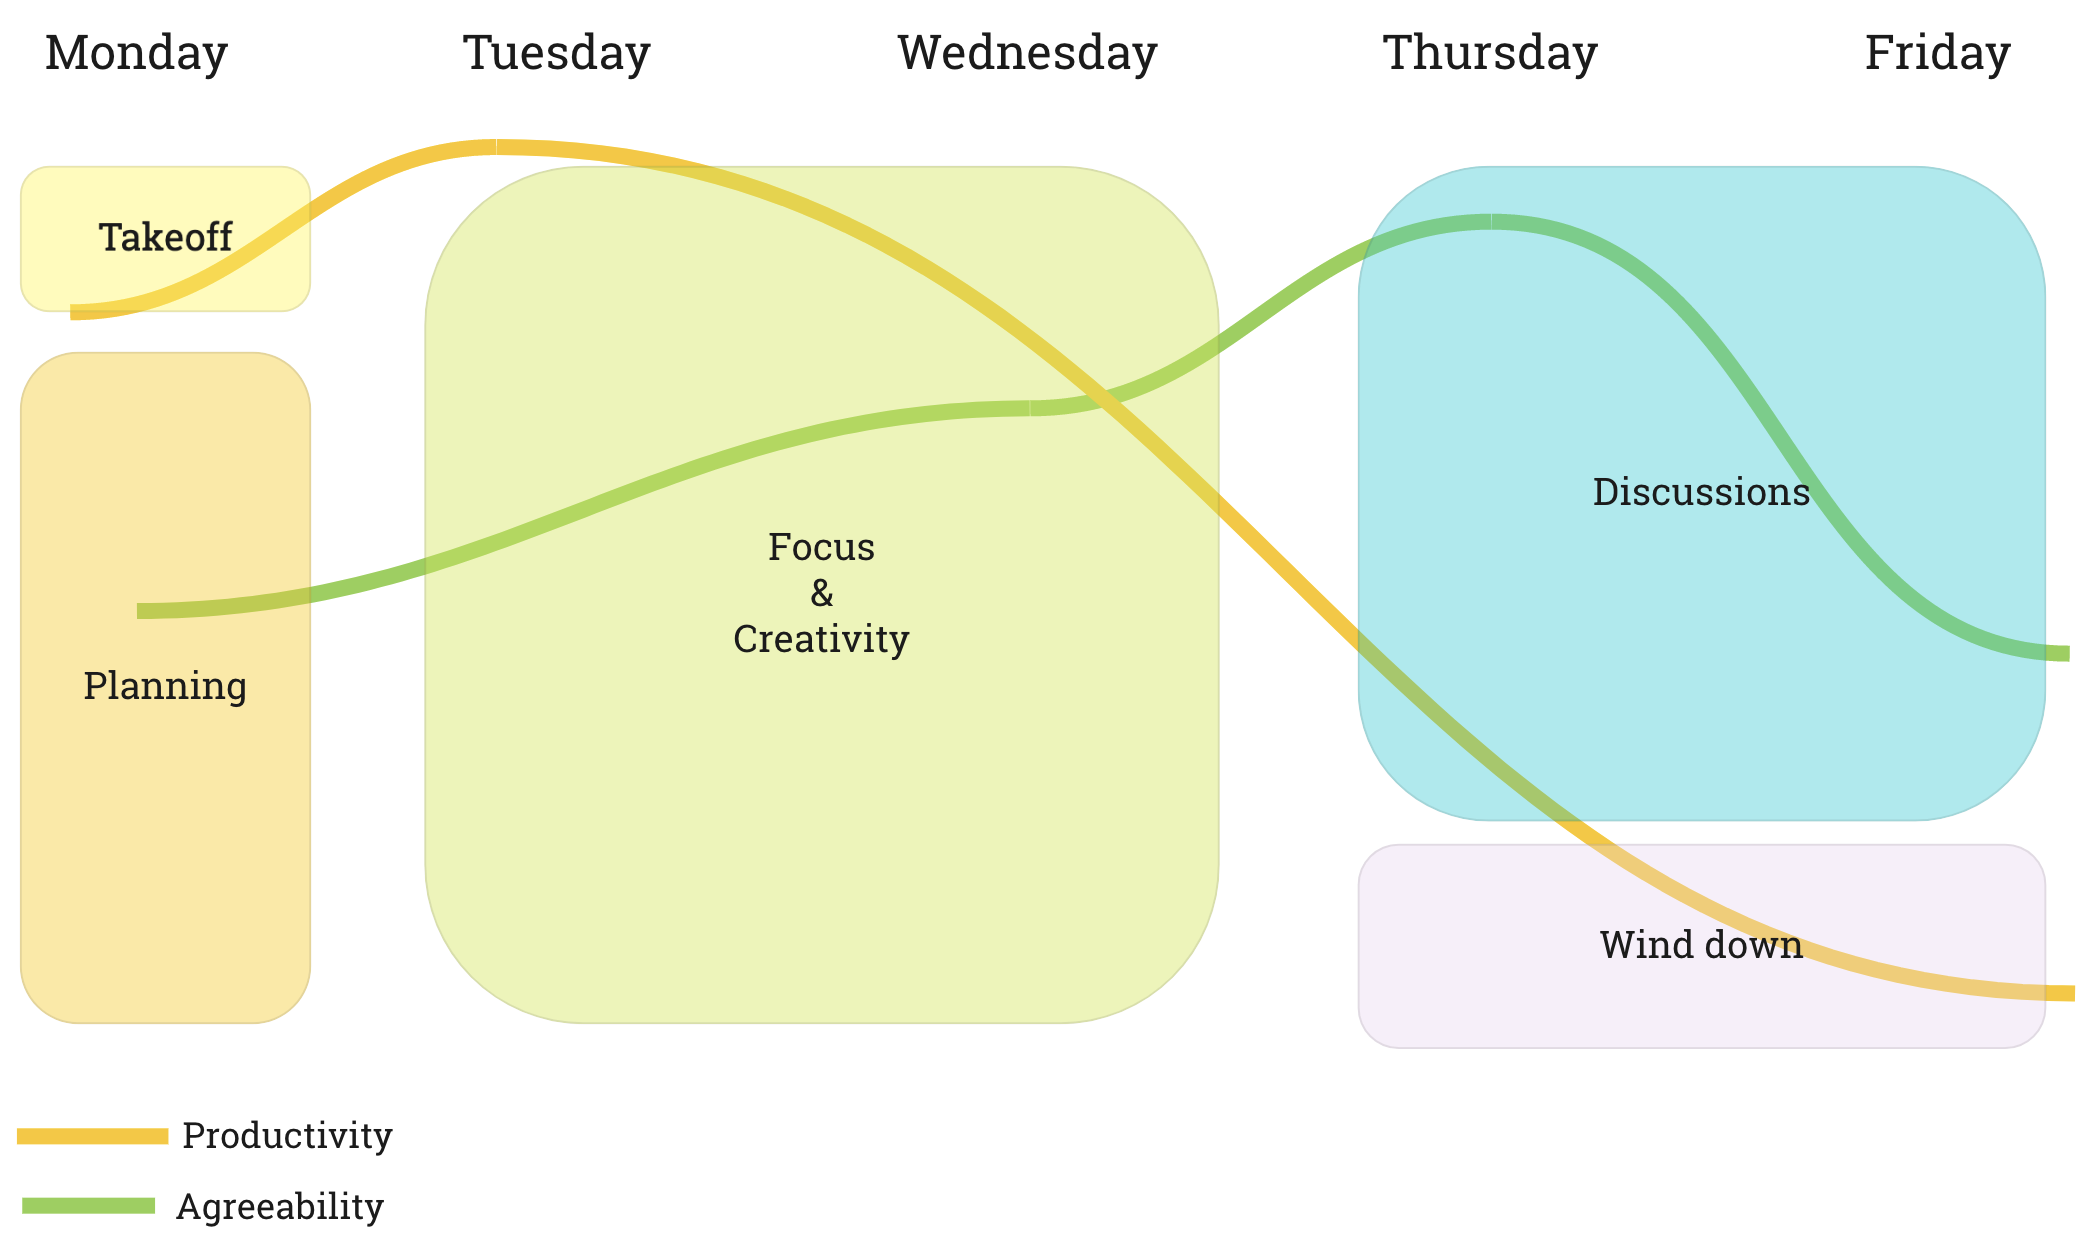 Monday
Tuesday
Wednesday
Thursday
Friday
Takeoff
Planning
Focus
&
Creativity
Discussions
Wind down
Productivity
Agreeability